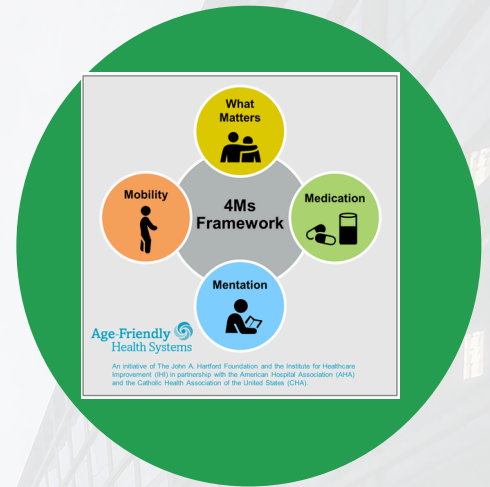 What
Matters
Mobility
4Ms
Framework
Medication
Mentation
Age-Friendly
Health Systems
An initiative of The John A. Hartford Foundation and the Institute for Healthcare
Improvement (IHI) in partnership with the American Hospital Association (AHA)
and the Catholic Health Association of the United States (CHA).